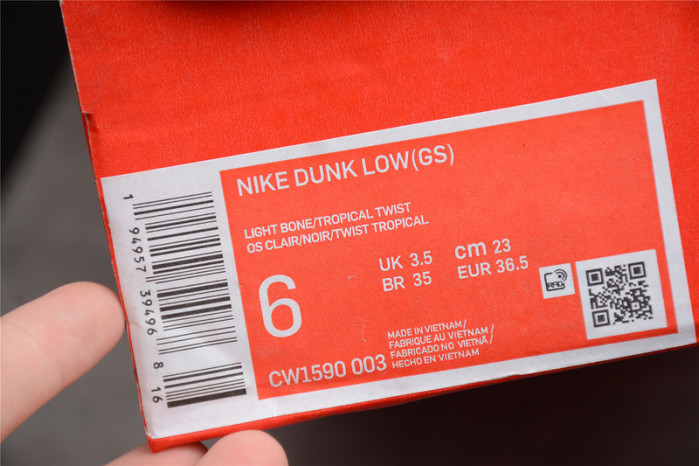 NIKE DUNK LOW(GS)
LIGHT BONE/TROPICAL TWIST
OS CLAIR/NOIR/TWIST TROPICAL
6
UK 3.5
cm 23
BR 35
EUR 36.5
RFID
CW1590 003
MADE IN VIETNAM/
FABRIQUE AU VIETNAM/
FABRICADO NO VIETNÃ/
HECHO EN VIETNAM
1 94957 39496 8 16